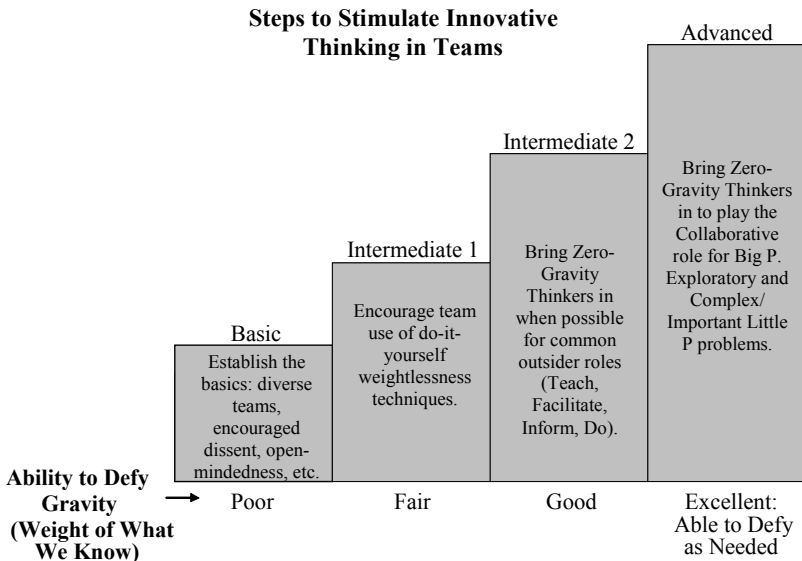 Steps to Stimulate Innovative
Thinking in Teams
Advanced
Bring Zero-
Gravity Thinkers
in to play the
Collaborative
role for Big P.
Exploratory and
Complex/
Important Little
P problems.
Intermediate 2
Bring Zero-
Gravity
Thinkers in
when possible
for common
outsider roles
(Teach,
Facilitate,
Inform, Do).
Intermediate 1
Encourage team
use of do-it-
yourself
weightlessness
techniques.
Basic
Establish the
basics: diverse
teams,
encouraged
dissent, open-
mindedness, etc.
Ability to Defy
Gravity
(Weight of What
We Know)
Poor
Fair
Good
Excellent:
Able to Defy
as Needed